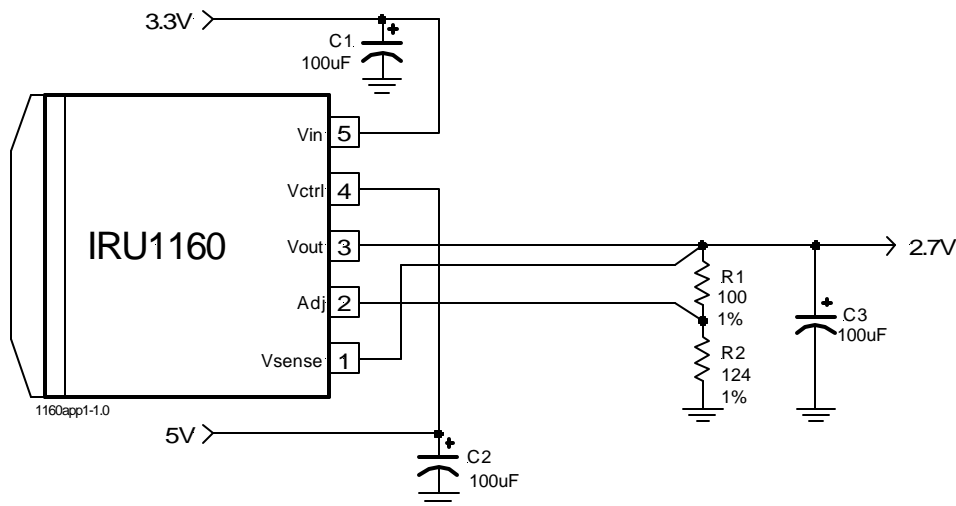 3.3V
C1
100uF
Vin 5
Vctrl 4
IRU1160
Vout 3
2.7V
R1
100
1%
Adj 2
C3
100uF
R2
124
1%
Vsense 1
1160app1-1.0
5V
C2
100uF